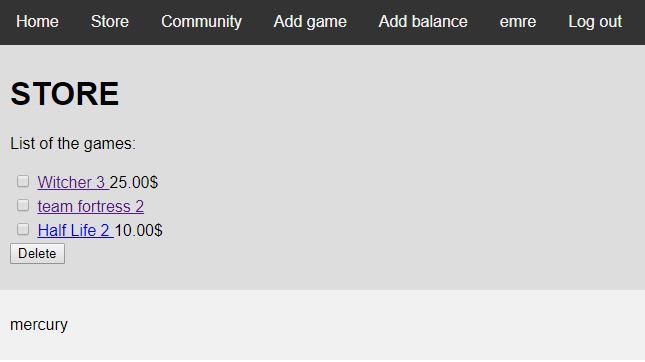 Home Store Community Add game Add balance emre Log out
STORE
List of the games:
Witcher 3 25.00$
team fortress 2
Half Life 2 10.00$
Delete
mercury